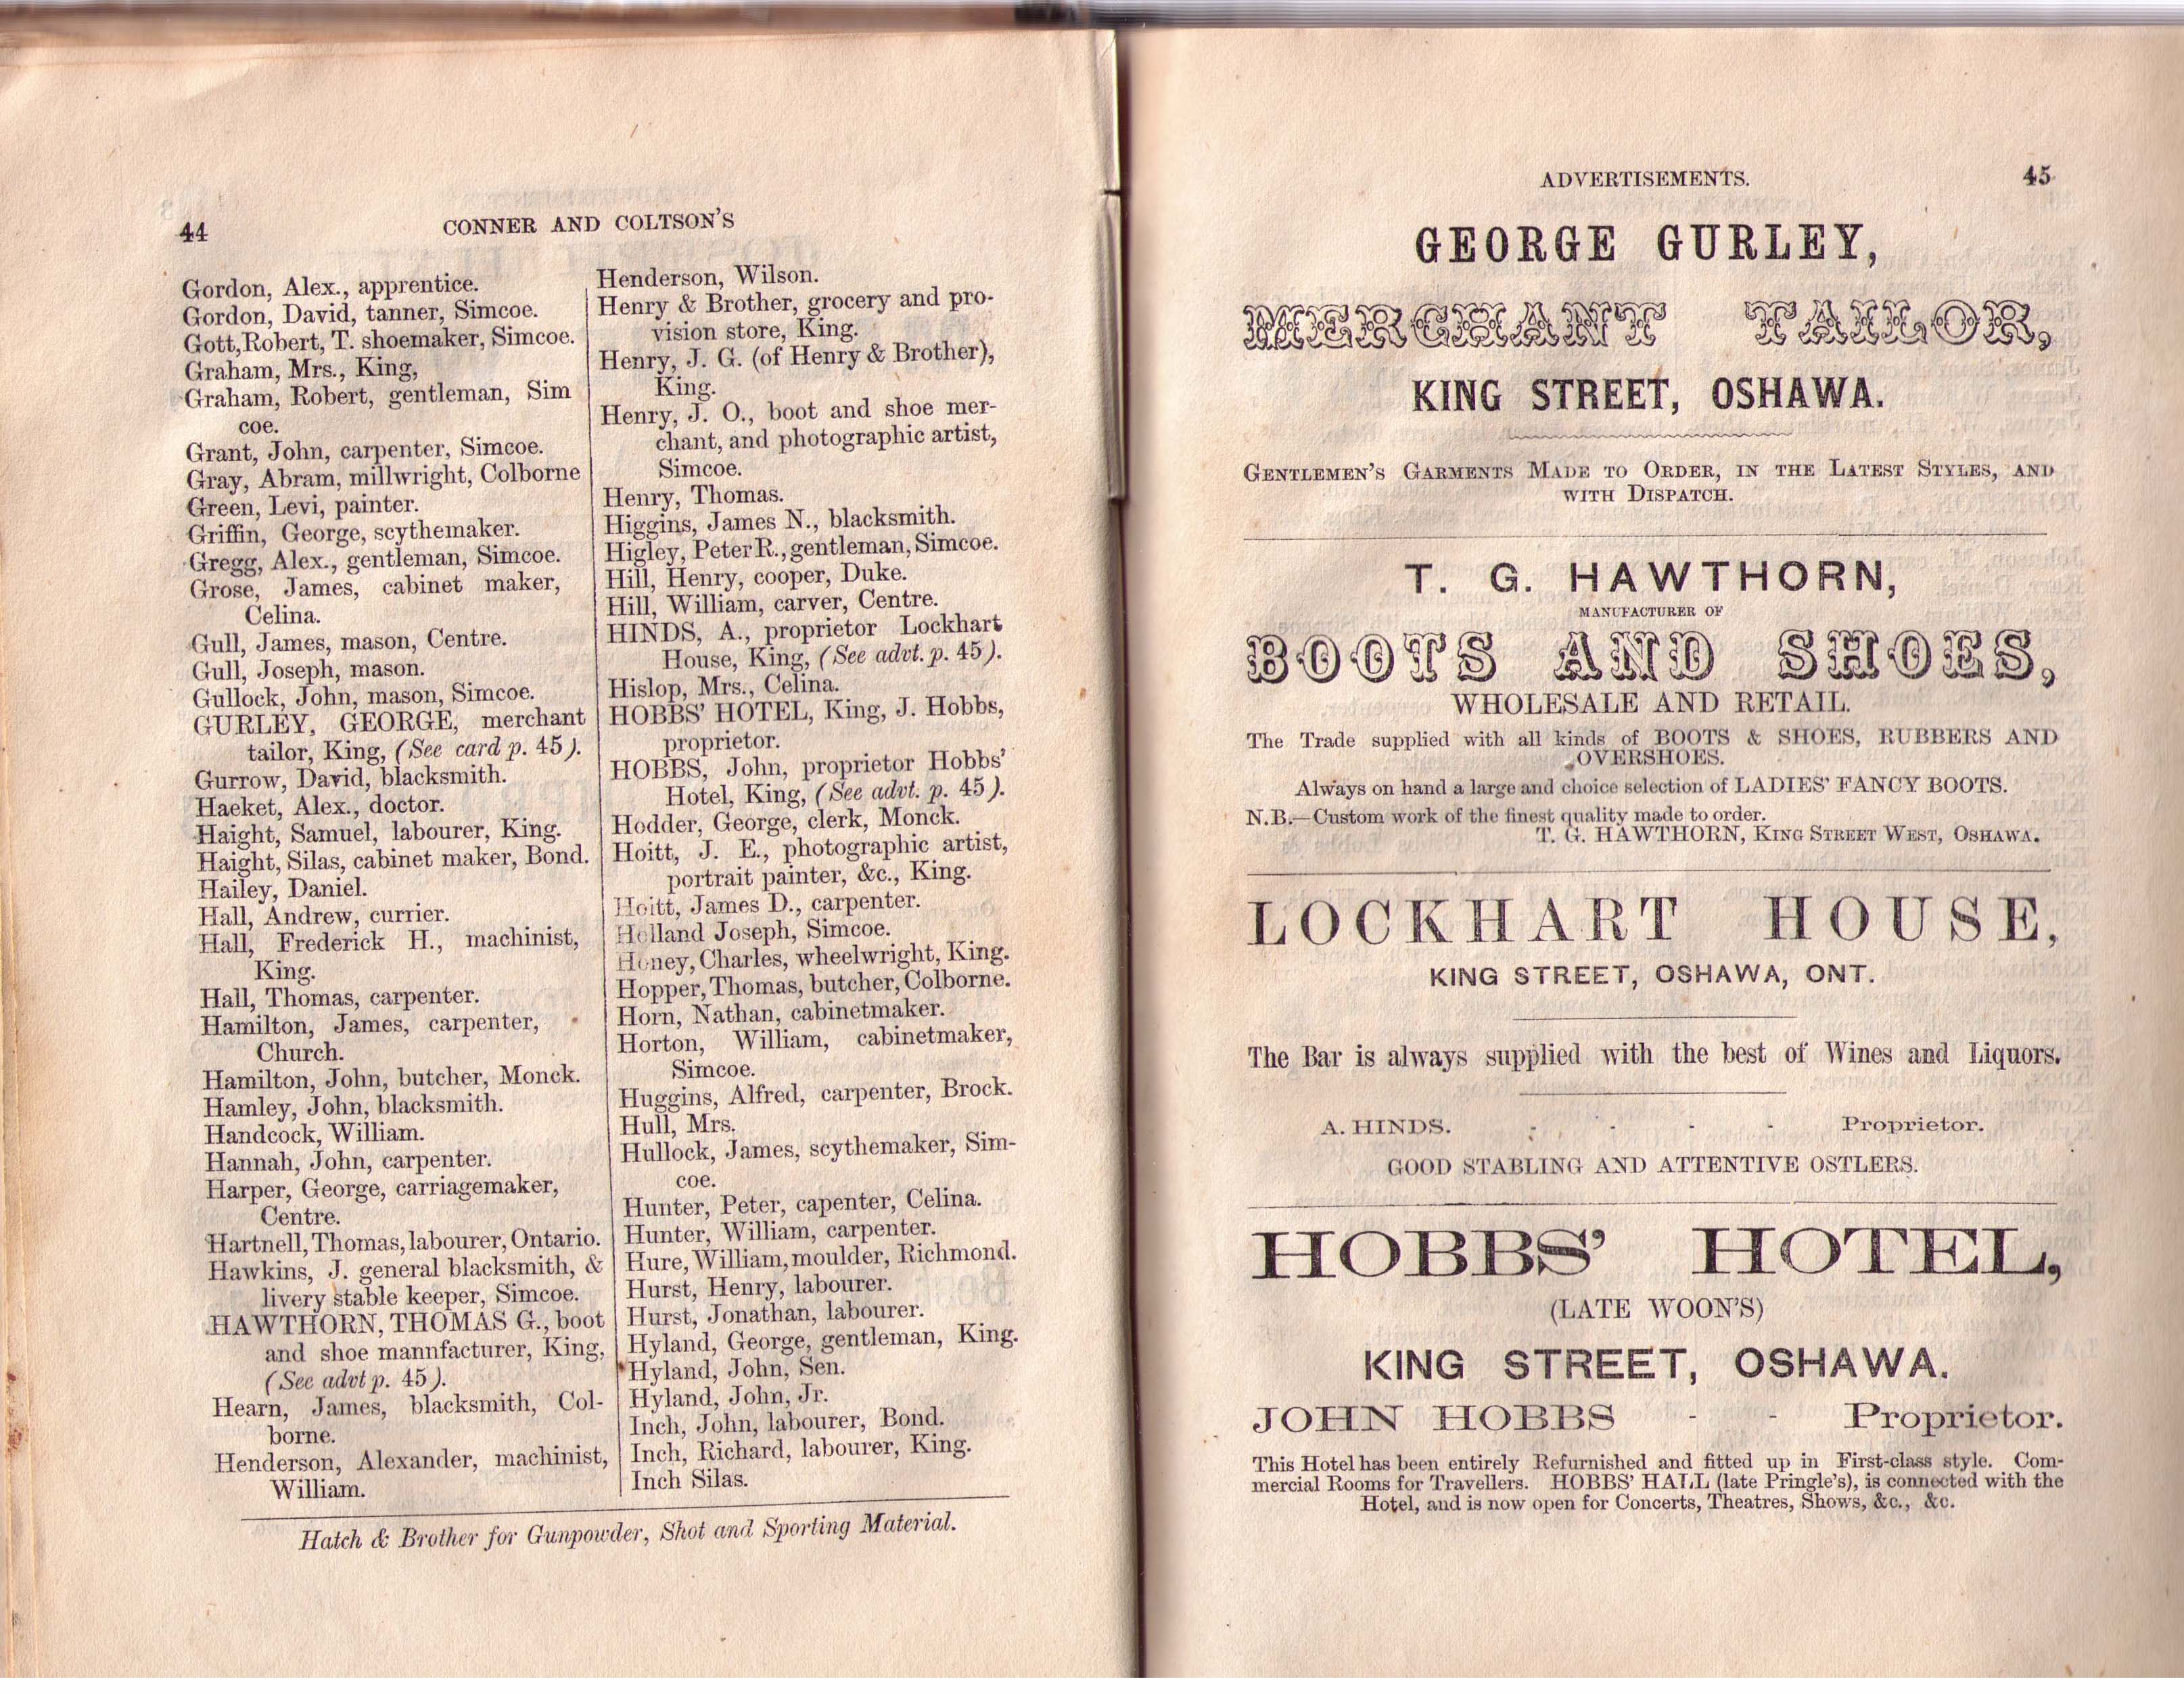 44
CONNER AND COLTSON'S
Gordon, Alex., apprentice.
Gordon, David, tanner, Simcoe.
Gott, Robert, T. shoemaker, Simcoe.
Graham, Mrs., King,
Graham, Robert, gentleman, Sim
coe.
Grant, John, carpenter, Simcoe.
Gray, Abram, millwright, Colborne
Green, Levi, painter.
Griffin, George, scythemaker.
Gregg, Alex., gentleman, Simcoe.
Grose, James, cabinet maker,
Celina.
Gull, James, mason, Centre.
Gull, Joseph, mason.
Gullock, John, mason, Simcoe.
GURLEY, GEORGE, merchant
tailor, King, (See card p. 45).
Gurrow, David, blacksmith.
Haeket, Alex., doctor.
Haight, Samuel, labourer, King.
Haight, Silas, cabinet maker, Bond.
Hailey, Daniel.
Hall, Andrew, currier.
Hall, Frederick H., machinist,
King.
Hall, Thomas, carpenter.
Hamilton, James, carpenter,
Church.
Hamilton, John, butcher, Monck.
Hamley, John, blacksmith.
Handcock, William.
Hannah, John, carpenter.
Harper, George, carriagemaker,
Centre.
Hartnell, Thomas, labourer, Ontario.
Hawkins, J. general blacksmith, &
livery stable keeper, Simcoe.
HAWTHORN, THOMAS G., boot
and shoe mannfacturer, King,
(See advt p. 45).
Hearn, James, blacksmith, Col-
borne.
Henderson, Alexander, machinist,
William.
Henderson, Wilson.
Henry & Brother, grocery and pro-
vision store, King.
Henry, J. G. (of Henry & Brother),
King.
Henry, J. O., boot and shoe mer-
chant, and photographic artist,
Simcoe.
Henry, Thomas.
Higgins, James N., blacksmith.
Higley, Peter R., gentleman, Simcoe.
Hill, Henry, cooper, Duke.
Hill, William, carver, Centre.
HINDS, A., proprietor Lockhart
House, King, (See advt. p. 45).
Hislop, Mrs., Celina.
HOBBS' HOTEL, King, J. Hobbs,
proprietor.
HOBBS, John, proprietor Hobbs'
Hotel, King, (See advt. p. 45).
Hodder, George, clerk, Monck.
Hoitt, J. E., photographic artist,
portrait painter, &c., King.
Hoitt, James D., carpenter.
Holland Joseph, Simcoe.
Honey, Charles, wheelwright, King.
Hopper, Thomas, butcher, Colborne.
Horn, Nathan, cabinetmaker.
Horton, William, cabinetmaker,
Simcoe.
Huggins, Alfred, carpenter, Brock.
Hull, Mrs.
Hullock, James, scythemaker, Sim-
coe.
Hunter, Peter, capenter, Celina.
Hunter, William, carpenter.
Hure, William, moulder, Richmond.
Hurst, Henry, labourer.
Hurst, Jonathan, labourer.
Hyland, George, gentleman, King.
Hyland, John, Sen.
Hyland, John, Jr.
Inch, John, labourer, Bond.
Inch, Richard, labourer, King.
Inch Silas.
Hatch & Brother for Gunpowder, Shot and Sporting Material.
ADVERTISEMENTS. 45
GEORGE GURLEY,
MERCHANT TAILOR,
KING STREET, OSHAWA.
GENTLEMEN'S GARMENTS MADE TO ORDER, IN THE LATEST STYLES, AND
WITH DISPATCH.
T. G. HAWTHORN,
MANUFACTURER OF
BOOTS AND SHOES,
WHOLESALE AND RETAIL.
The Trade supplied with all kinds of BOOTS & SHOES, RUBBERS AND
OVERSHOES.
Always on hand a large and choice selection of LADIES' FANCY BOOTS.
N.B.—Custom work of the finest quality made to order.
T. G. HAWTHORN, KING STREET WEST, OSHAWA.
LOCKHART HOUSE,
KING STREET, OSHAWA, ONT.
The Bar is always supplied with the best of Wines and Liquors.
A. HINDS. - - - - Proprietor.
GOOD STABLING AND ATTENTIVE OSTLERS.
HOBBS' HOTEL,
(LATE WOON'S)
KING STREET, OSHAWA.
JOHN HOBBS - - Proprietor.
This Hotel has been entirely Refurnished and fitted up in First-class style. Com-
mercial Rooms for Travellers. HOBBS' HALL (late Pringle's), is connected with the
Hotel, and is now open for Concerts, Theatres, Shows, &c., &c.